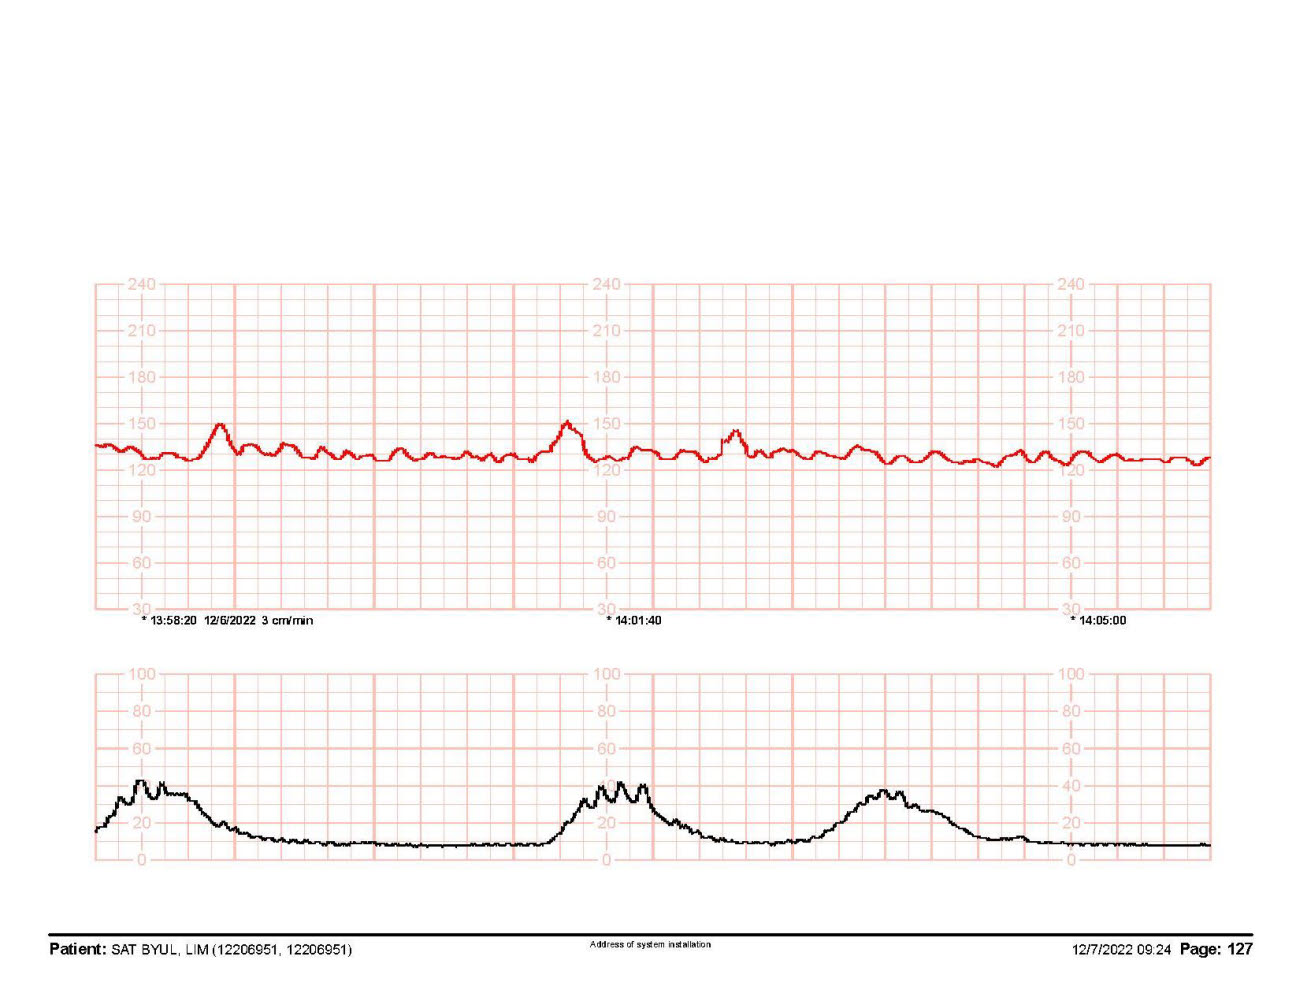 240 240 240
210 210 210
180 180 180
150 150 150
120 120 120
90 90 90
60 60 60
30 30 30
* 13:58:20 12/6/2022 3 cm/min * 14:01:40 * 14:05:00
100 100 100
80 80 80
60 60 60
40 40 40
20 20 20
0 0 0
Patient: SAT BYUL, LIM (12206951, 12206951) Address of system installation 12/7/2022 09:24 Page: 127